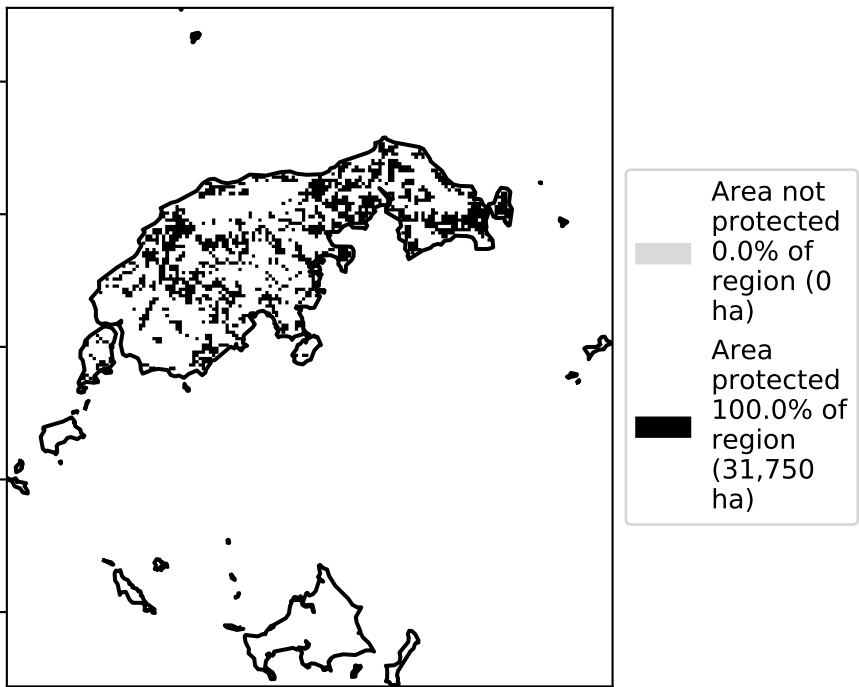 Area not
protected
0.0% of
region (0
ha)
Area
protected
100.0% of
region
(31,750
ha)